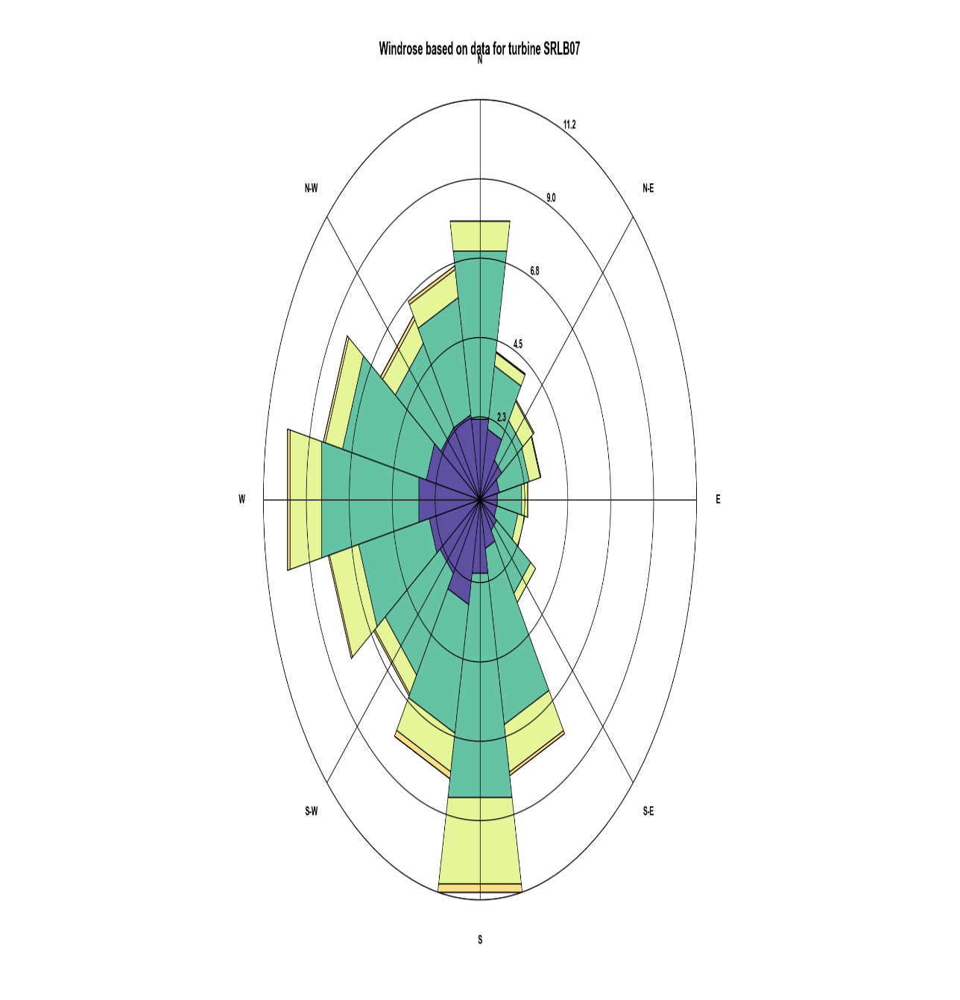 Windrose based on data for turbine SRLB07
N
11.2
N-W
N-E
9.0
6.8
4.5
2.3
W
E
S-W
S-E
S